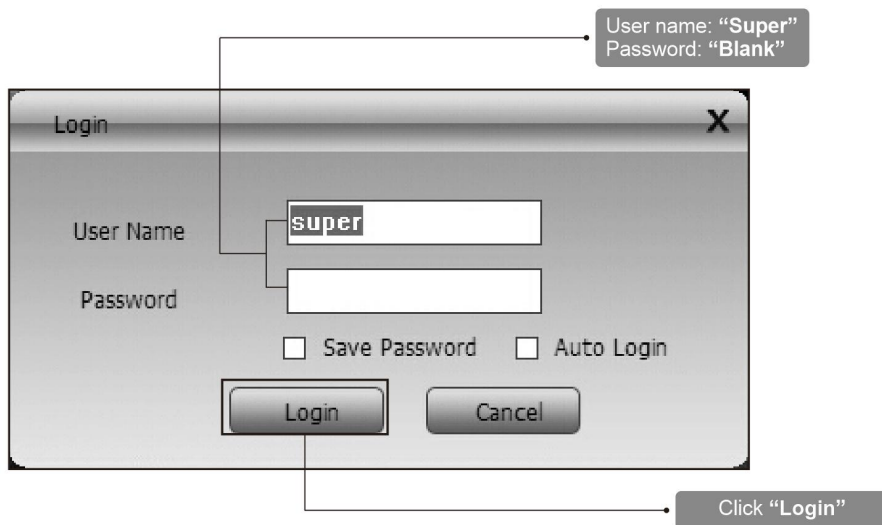 User name: “Super”
Password: “Blank”
Login
X
User Name
super
Password
Save Password
Auto Login
Login
Cancel
Click “Login”